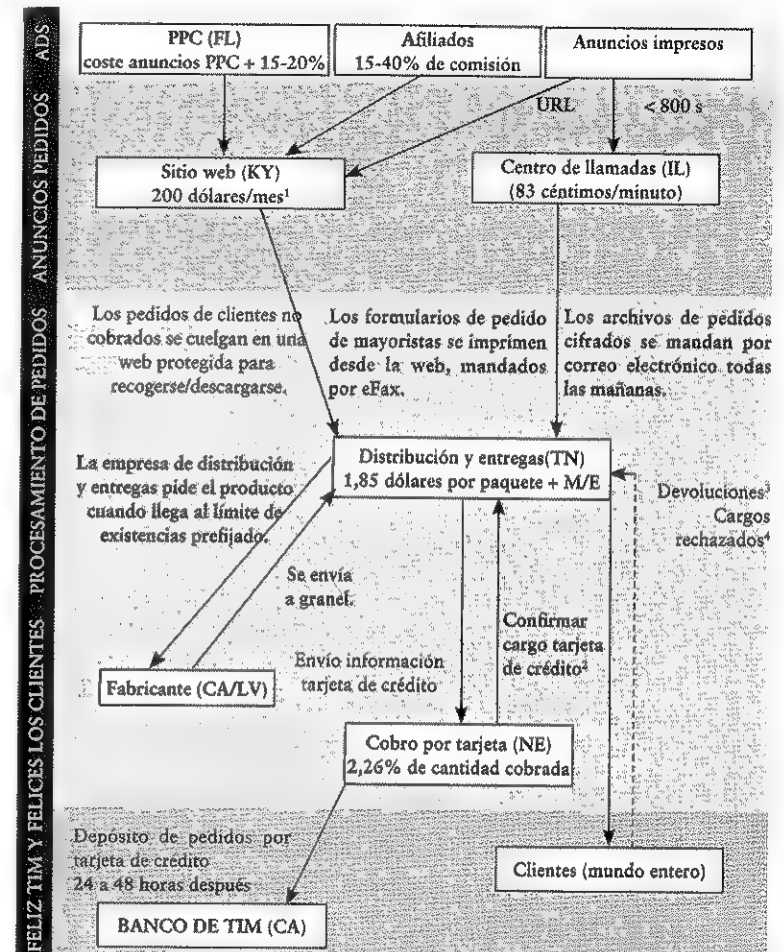 PPC (FL)
coste anuncios PPC + 15-20%
Afiliados
15-40% de comisión
Anuncios impresos
URL
< 800 s
Sitio web (KY)
200 dólares/mes¹
Centro de llamadas (IL)
(83 céntimos/minuto)
Los pedidos de clientes no
cobrados se cuelgan en una
web protegida para
recogerse/descargarse.
Los formularios de pedido
de mayoristas se imprimen
desde la web, mandados
por eFax.
Los archivos de pedidos
cifrados se mandan por
correo electrónico todas
las mañanas.
Distribución y entregas(TN)
1,85 dólares por paquete + M/E
La empresa de distribución
y entregas pide el producto
cuando llega al límite de
existencias prefijado.
Devoluciones³
Cargos
rechazados⁴
Se envía
a granel.
Confirmar
cargo tarjeta
de crédito²
Envío información
tarjeta de crédito
Fabricante (CA/LV)
Cobro por tarjeta (NE)
2,26% de cantidad cobrada
Depósito de pedidos por
tarjeta de crédito
24 a 48 horas después
Clientes (mundo entero)
BANCO DE TIM (CA)
FELIZ TIM Y FELICES LOS CLIENTES PROCESAMIENTO DE PEDIDOS ANUNCIOS PEDIDOS ADS